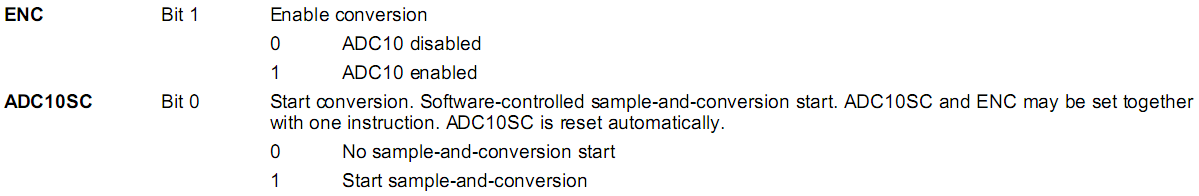 ENC Bit 1 Enable conversion
0 ADC10 disabled
1 ADC10 enabled
ADC10SC Bit 0 Start conversion. Software-controlled sample-and-conversion start. ADC10SC and ENC may be set together
with one instruction. ADC10SC is reset automatically.
0 No sample-and-conversion start
1 Start sample-and-conversion